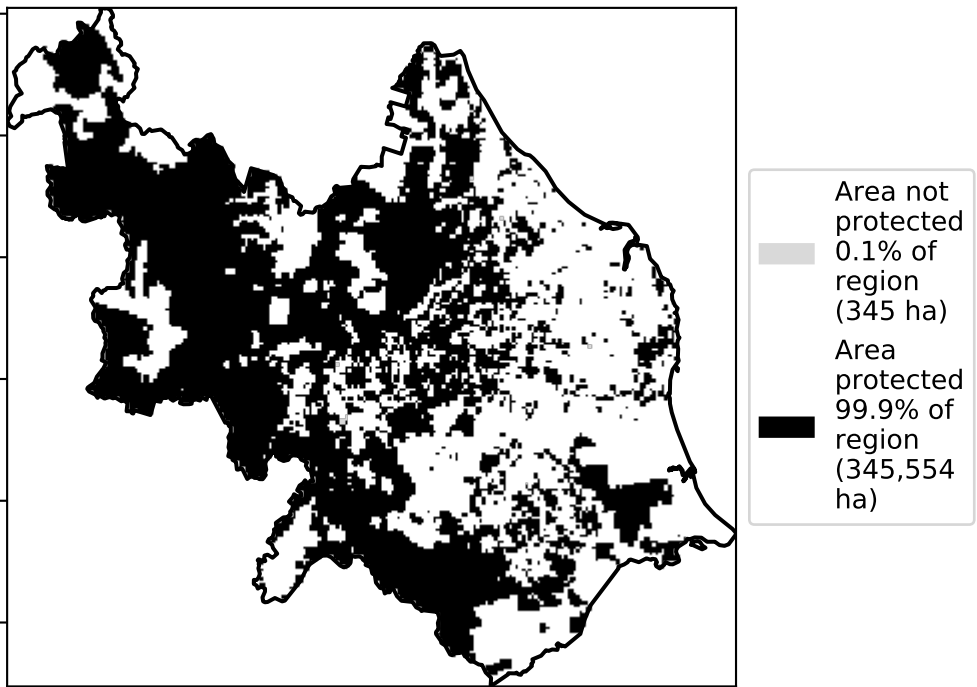 Area not
protected
0.1% of
region
(345 ha)
Area
protected
99.9% of
region
(345,554
ha)